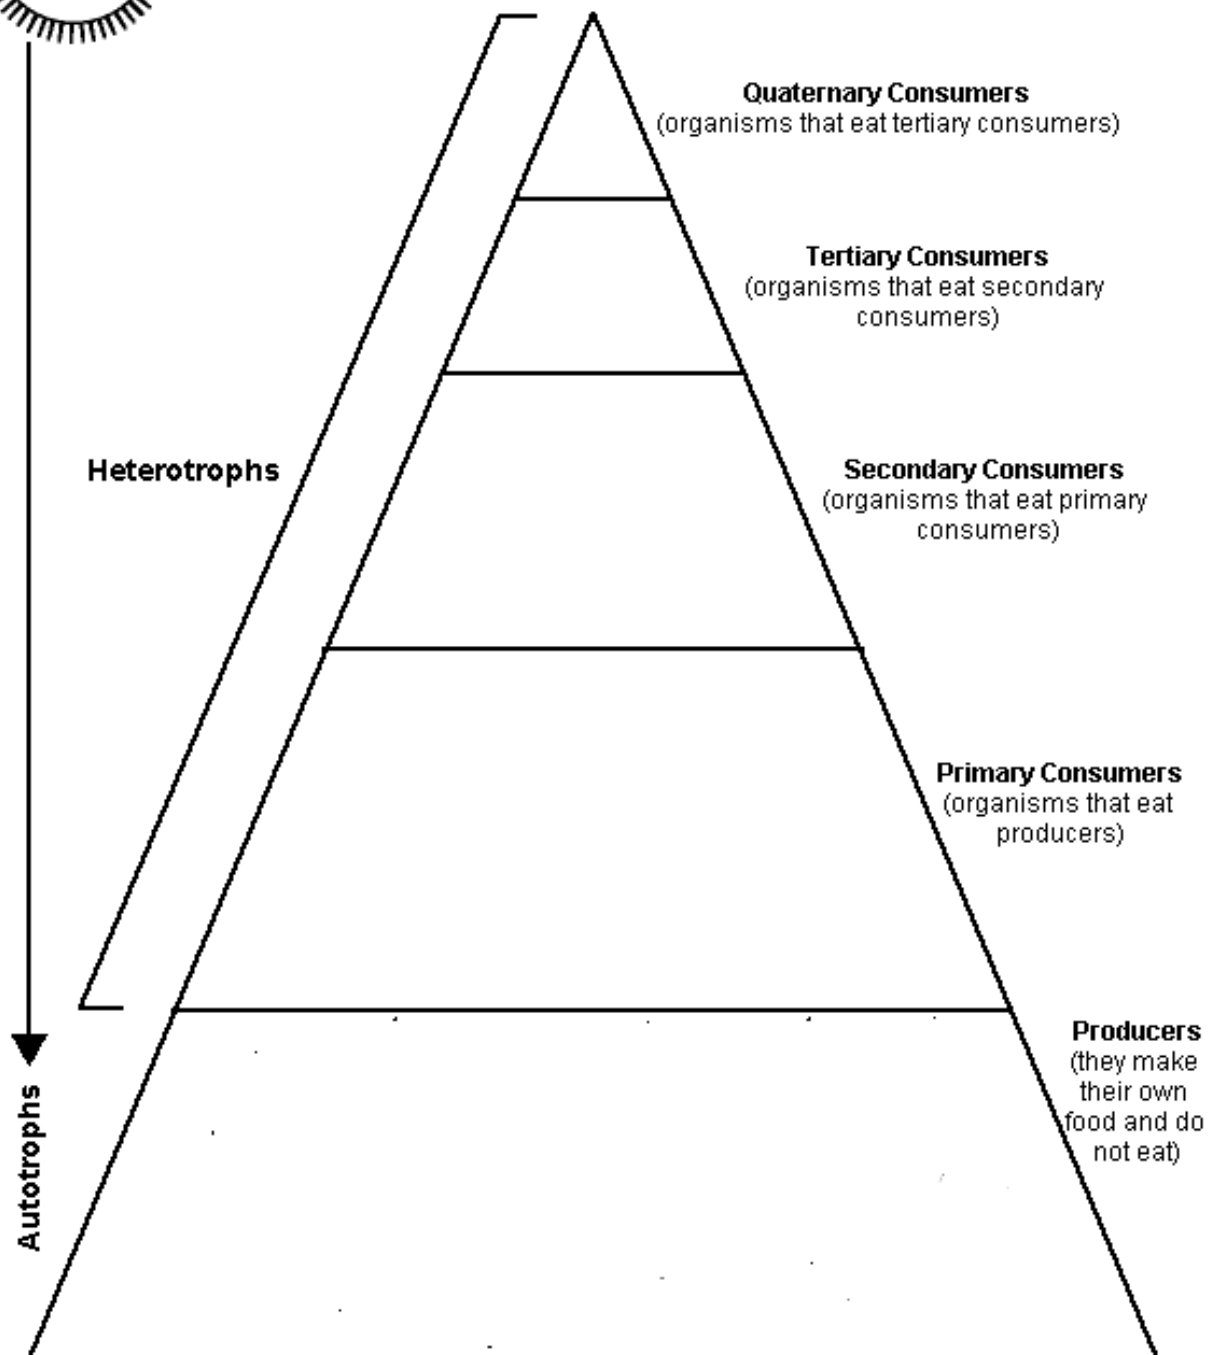 Quaternary Consumers
(organisms that eat tertiary consumers)
Tertiary Consumers
(organisms that eat secondary
consumers)
Heterotrophs
Secondary Consumers
(organisms that eat primary
consumers)
Primary Consumers
(organisms that eat
producers)
Producers
(they make
their own
food and do
not eat)
Autotrophs